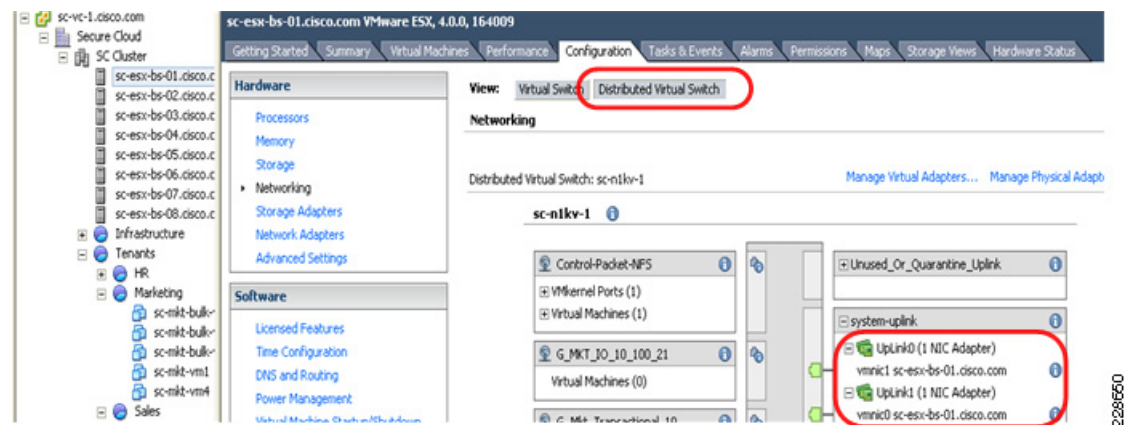 sc-vc-1.cisco.com
Secure Cloud
SC Cluster
sc-esx-bs-01.cisco.c
sc-esx-bs-02.cisco.c
sc-esx-bs-03.cisco.c
sc-esx-bs-04.cisco.c
sc-esx-bs-05.cisco.c
sc-esx-bs-06.cisco.c
sc-esx-bs-07.cisco.c
sc-esx-bs-08.cisco.c
Infrastructure
Tenants
HR
Marketing
sc-mkt-bulk-
sc-mkt-bulk-
sc-mkt-bulk-
sc-mkt-vm1
sc-mkt-vm4
Sales
sc-esx-bs-01.cisco.com VMware ESX, 4.0.0, 164009
Getting Started Summary Virtual Machines Performance Configuration Tasks & Events Alarms Permissions Maps Storage Views Hardware Status
Hardware
Processors
Memory
Storage
Networking
Storage Adapters
Network Adapters
Advanced Settings
Software
Licensed Features
Time Configuration
DNS and Routing
Power Management
Virtual Machine Startup/Shutdown
View: Virtual Switch Distributed Virtual Switch
Networking
Distributed Virtual Switch: sc-n1kv-1 Manage Virtual Adapters... Manage Physical Adapt
sc-n1kv-1
Control-Packet-NFS
VMkernel Ports (1)
Virtual Machines (1)
G_MKT_IO_10_100_21
Virtual Machines (0)
G_Mkt_Transactional_10
Unused_Or_Quarantine_Uplink
system-uplink
UpLink0 (1 NIC Adapter)
vmnic1 sc-esx-bs-01.cisco.com
UpLink1 (1 NIC Adapter)
vmnic0 sc-esx-bs-01.cisco.com
228650